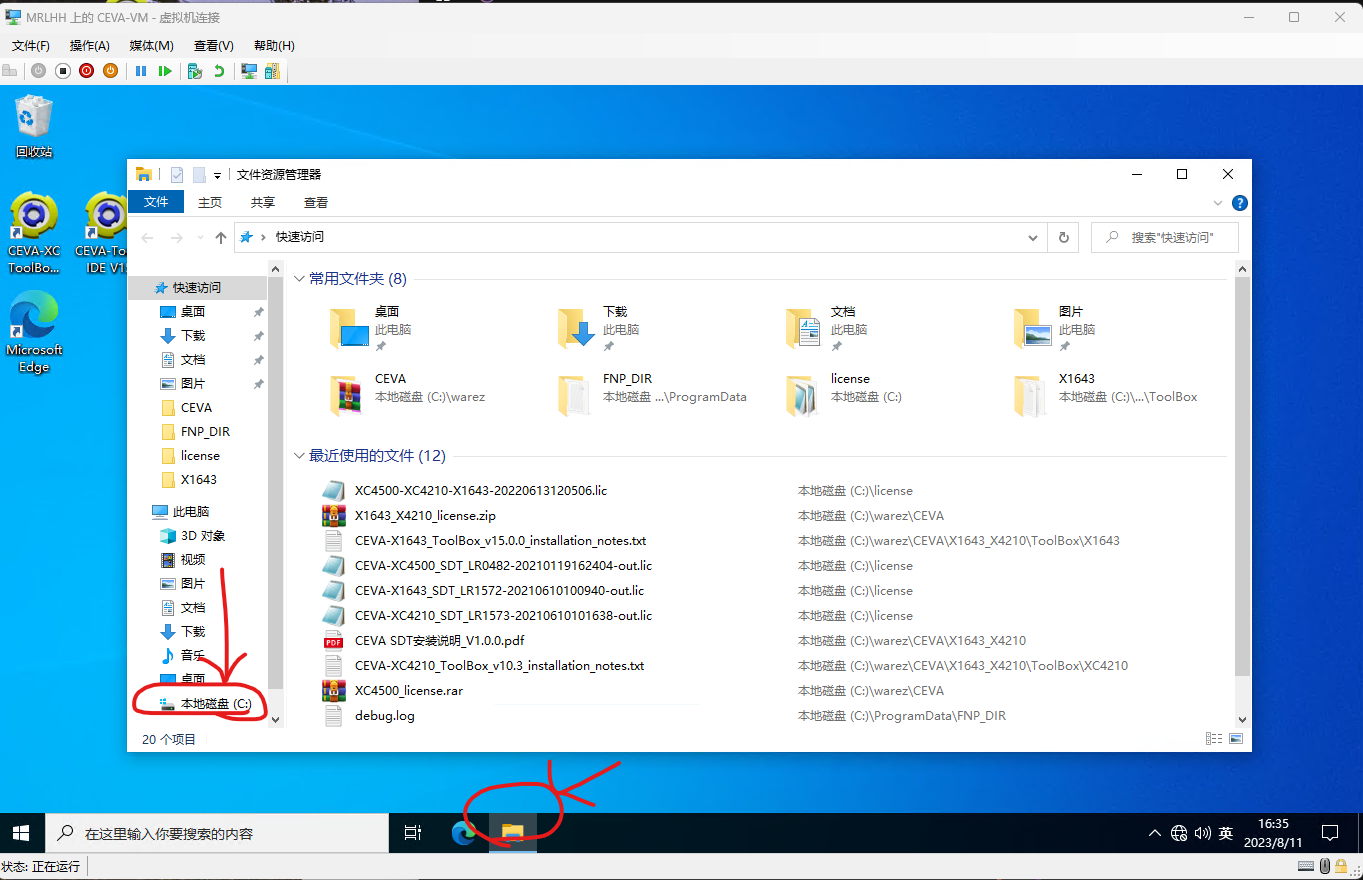 MRLHH 上的 CEVA-VM - 虚拟机连接
文件(F) 操作(A) 媒体(M) 查看(V) 帮助(H)
回收站
CEVA-XC ToolBo...
CEVA-To
IDE V1
Microsoft Edge
文件资源管理器
文件 主页 共享 查看
快速访问
搜索"快速访问"
快速访问
桌面
下载
文档
图片
CEVA
FNP_DIR
license
X1643
此电脑
3D 对象
视频
图片
文档
下载
音乐
桌面
本地磁盘 (C:)
常用文件夹 (8)
桌面
此电脑
下载
此电脑
文档
此电脑
图片
此电脑
CEVA
本地磁盘 (C:)\warez
FNP_DIR
本地磁盘 ...\ProgramData
license
本地磁盘 (C:)
X1643
本地磁盘 (C:)\...\ToolBox
最近使用的文件 (12)
XC4500-XC4210-X1643-20220613120506.lic 本地磁盘 (C:)\license
X1643_X4210_license.zip 本地磁盘 (C:)\warez\CEVA
CEVA-X1643_ToolBox_v15.0.0_installation_notes.txt 本地磁盘 (C:)\warez\CEVA\X1643_X4210\ToolBox\X1643
CEVA-XC4500_SDT_LR0482-20210119162404-out.lic 本地磁盘 (C:)\license
CEVA-X1643_SDT_LR1572-20210610100940-out.lic 本地磁盘 (C:)\license
CEVA-XC4210_SDT_LR1573-20210610101638-out.lic 本地磁盘 (C:)\license
CEVA SDT安装说明_V1.0.0.pdf 本地磁盘 (C:)\warez\CEVA\X1643_X4210
CEVA-XC4210_ToolBox_v10.3_installation_notes.txt 本地磁盘 (C:)\warez\CEVA\X1643_X4210\ToolBox\XC4210
XC4500_license.rar 本地磁盘 (C:)\warez\CEVA
debug.log 本地磁盘 (C:)\ProgramData\FNP_DIR
20 个项目
在这里输入你要搜索的内容
英
16:35
2023/8/11
状态: 正在运行